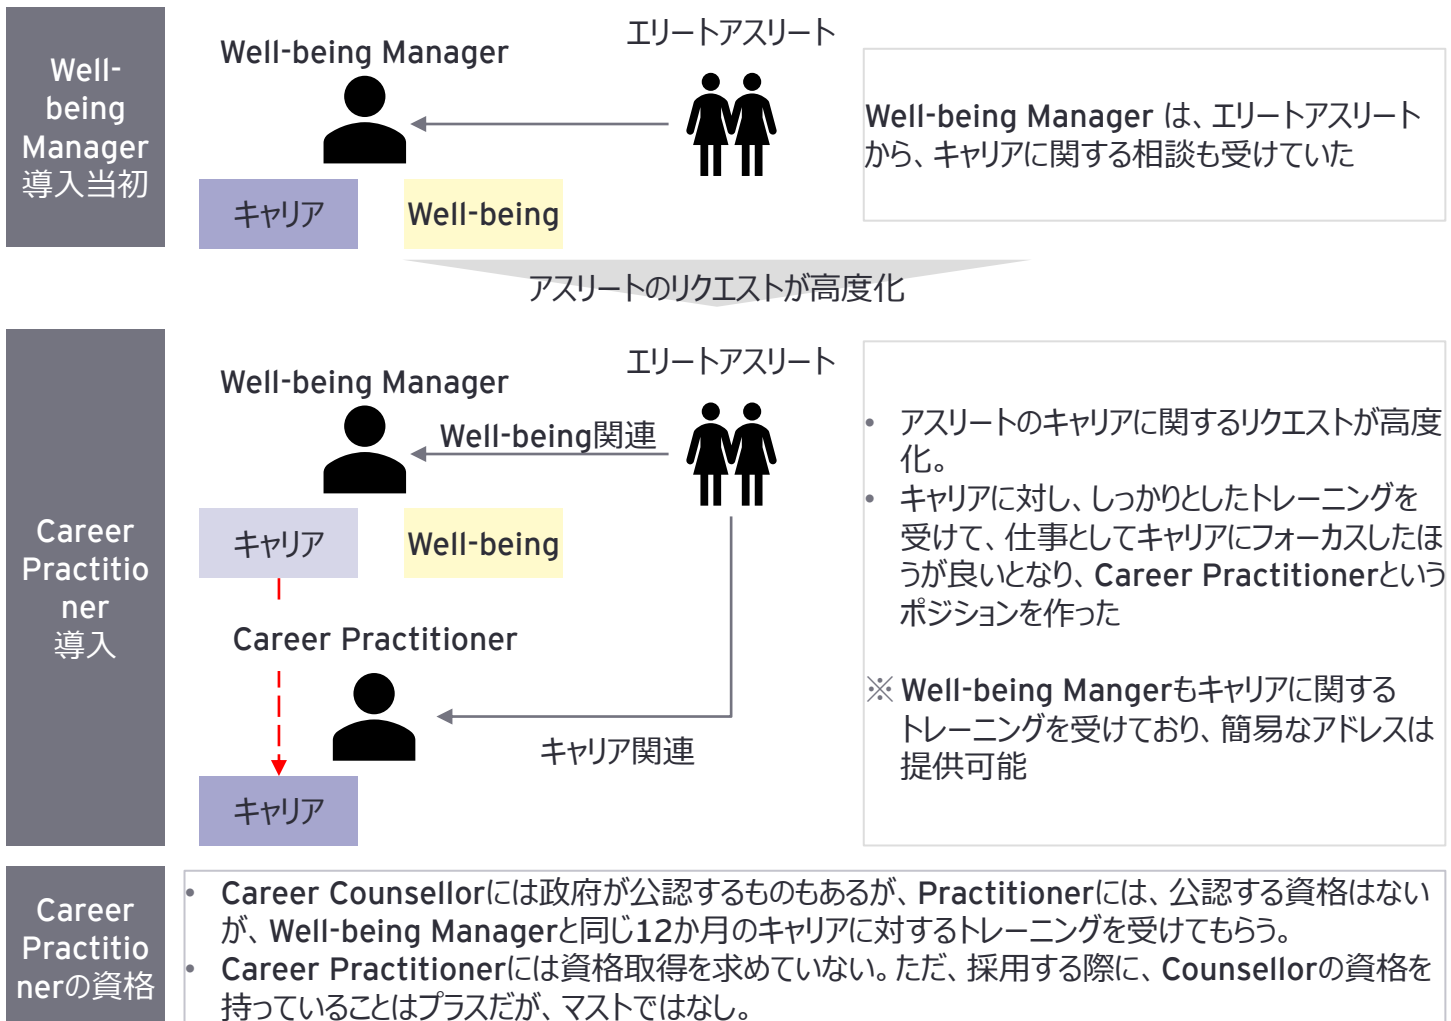 Well-
being
Manager
導入当初
Well-being Manager
エリートアスリート
キャリア
Well-being
Well-being Manager は、エリートアスリート
から、キャリアに関する相談も受けていた
アスリートのリクエストが高度化
Career
Practitio
ner
導入
Well-being Manager
エリートアスリート
Well-being関連
キャリア
Well-being
Career Practitioner
キャリア関連
キャリア
• アスリートのキャリアに関するリクエストが高度
化。
• キャリアに対し、しっかりとしたトレーニングを
受けて、仕事としてキャリアにフォーカスしたほ
うが良いとなり、Career Practitionerという
ポジションを作った
※ Well-being Mangerもキャリアに関する
トレーニングを受けており、簡易なアドレスは
提供可能
Career
Practitio
nerの資格
• Career Counsellorには政府が公認するものもあるが、Practitionerには、公認する資格はない
が、Well-being Managerと同じ12か月のキャリアに対するトレーニングを受けてもらう。
• Career Practitionerには資格取得を求めていない。ただ、採用する際に、Counsellorの資格を
持っていることはプラスだが、マストではなし。